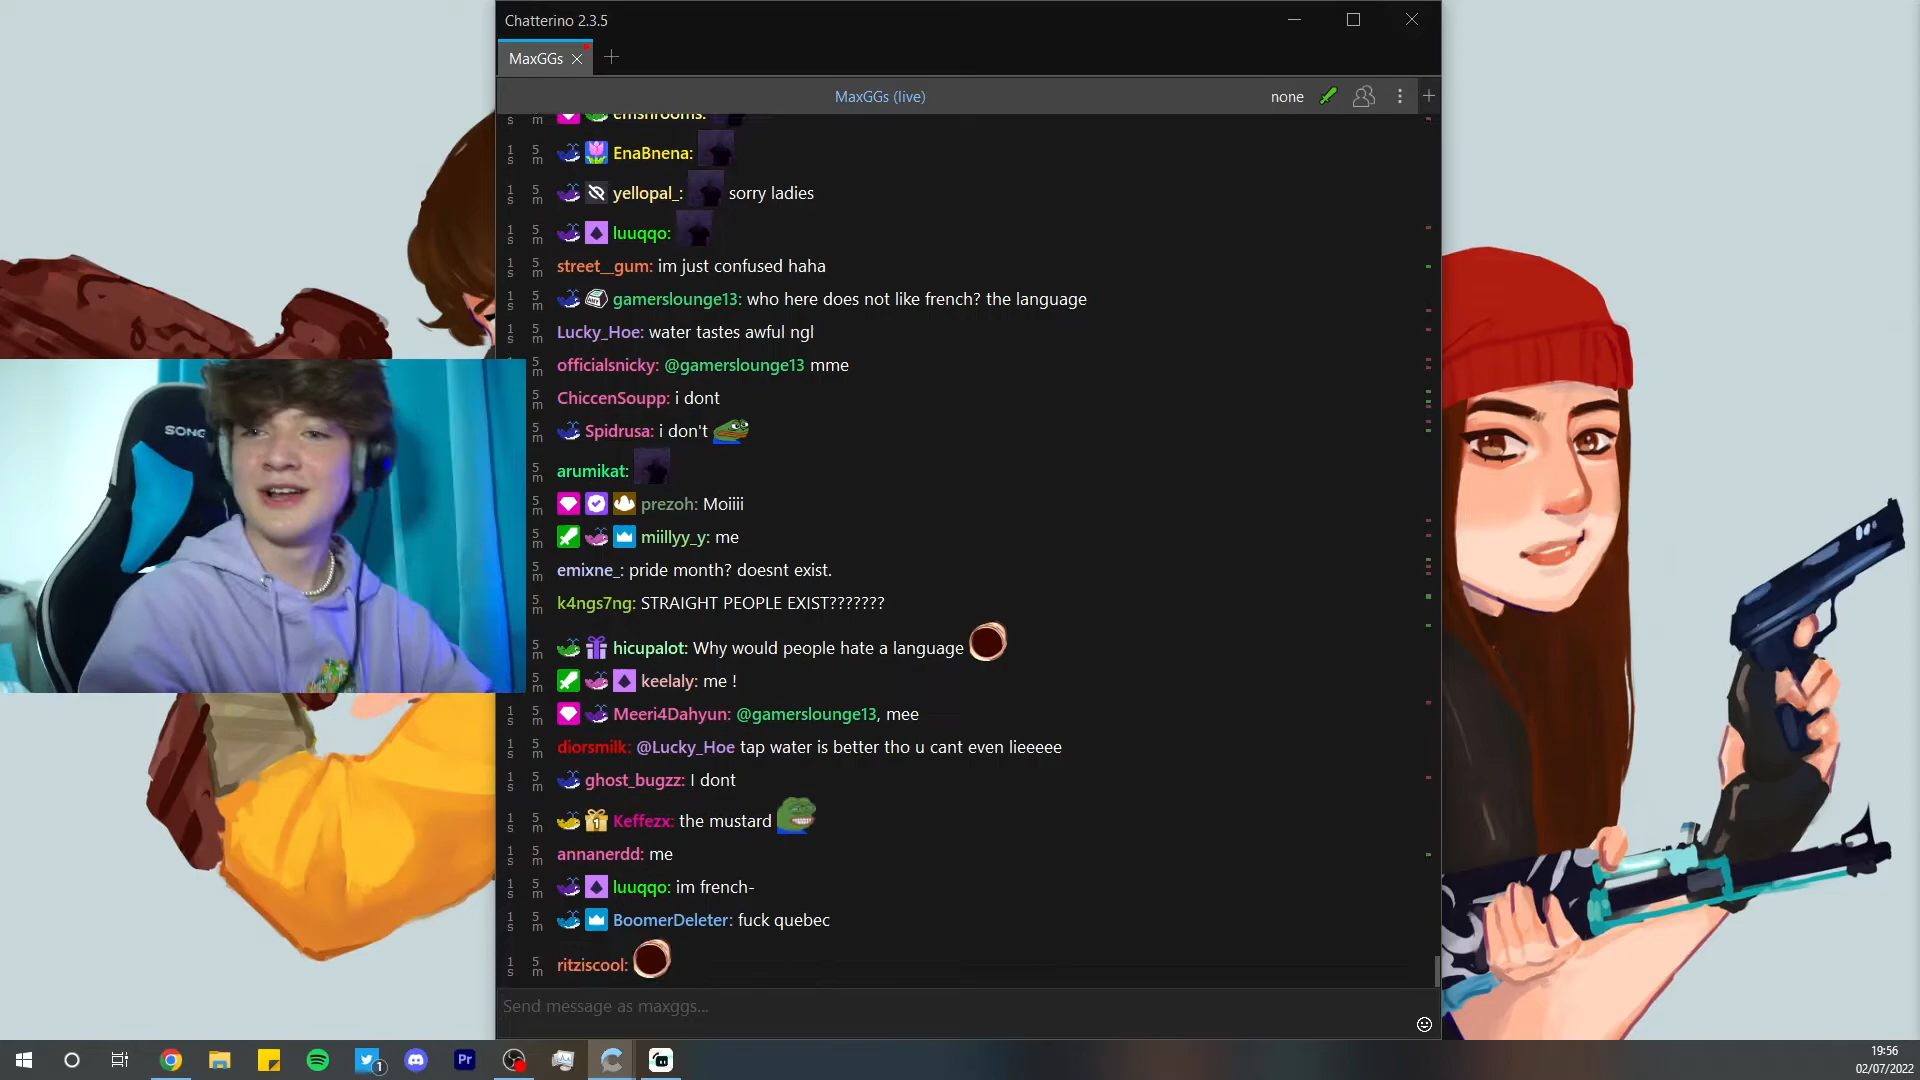 Chatterino 2.3.5
MaxGGs
MaxGGs (live)
none
emshrooms:
EnaBnena:
yellopal_: sorry ladies
luuqqo:
street__gum: im just confused haha
gamerslounge13: who here does not like french? the language
Lucky_Hoe: water tastes awful ngl
officialsnicky: @gamerslounge13 mme
ChiccenSoupp: i dont
Spidrusa: i don't
arumikat:
prezoh: Moiiii
miillyy_y: me
emixne_: pride month? doesnt exist.
k4ngs7ng: STRAIGHT PEOPLE EXIST???????
hicupalot: Why would people hate a language
keelaly: me !
Meeri4Dahyun: @gamerslounge13, mee
diorsmilk: @Lucky_Hoe tap water is better tho u cant even lieeeee
ghost_bugzz: I dont
Keffezx: the mustard
annanerdd: me
luuqqo: im french-
BoomerDeleter: fuck quebec
ritziscool:
Send message as maxggs...
1
Pr
19:56
02/07/2022